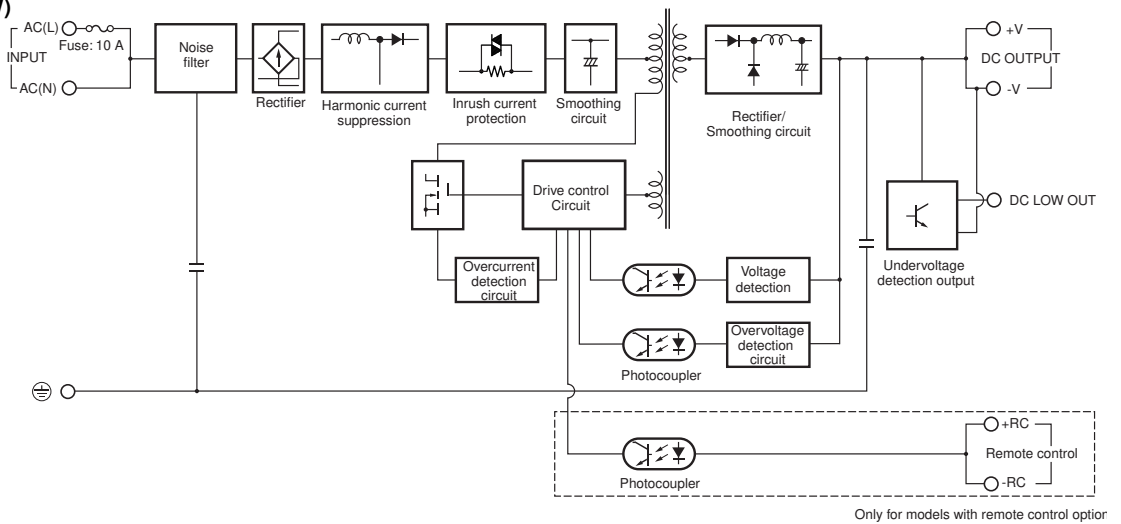 )
AC(L)
Fuse: 10 A
INPUT
AC(N)
Noise
filter
Rectifier
Harmonic current
suppression
Inrush current
protection
Smoothing
circuit
Rectifier/
Smoothing circuit
+V
DC OUTPUT
-V
Drive control
Circuit
DC LOW OUT
Undervoltage
detection output
Overcurrent
detection
circuit
Voltage
detection
Overvoltage
detection
circuit
Photocoupler
+RC
Remote control
-RC
Photocoupler
Only for models with remote control option